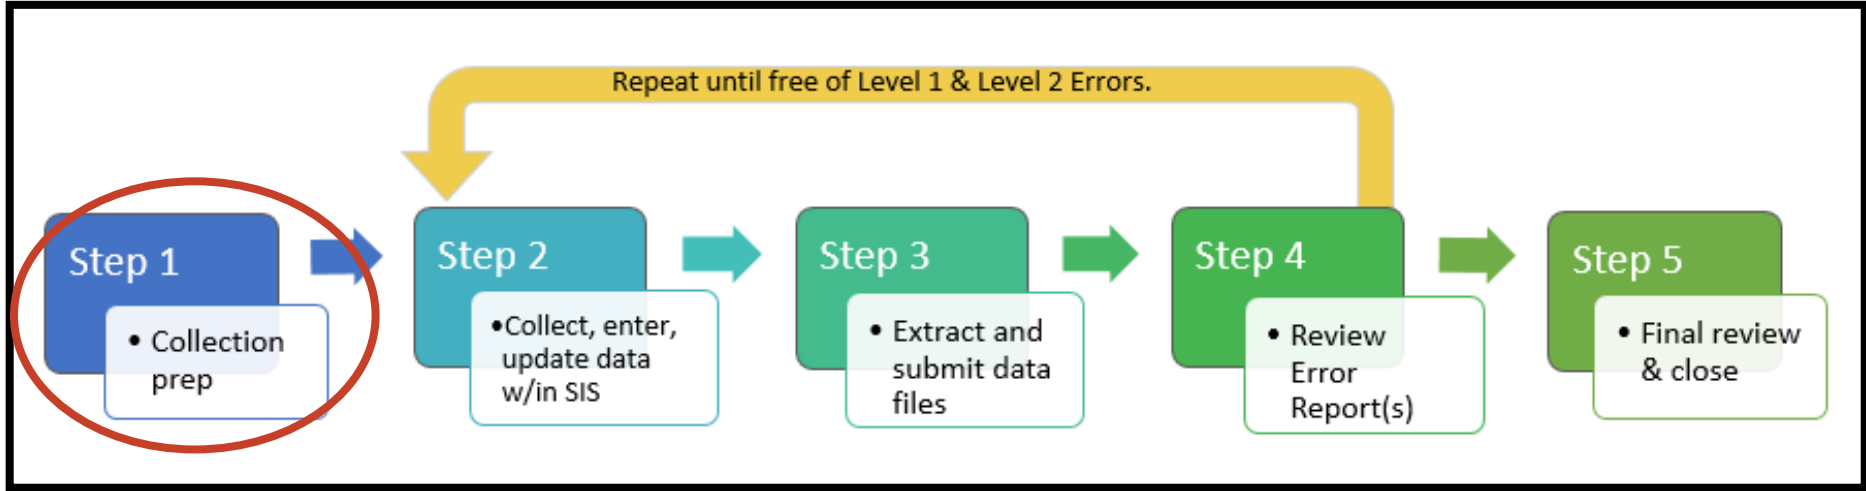 Repeat until free of Level 1 & Level 2 Errors.
Step 1
• Collection
prep
Step 2
•Collect, enter,
update data
w/in SIS
Step 3
• Extract and
submit data
files
Step 4
• Review
Error
Report(s)
Step 5
• Final review
& close